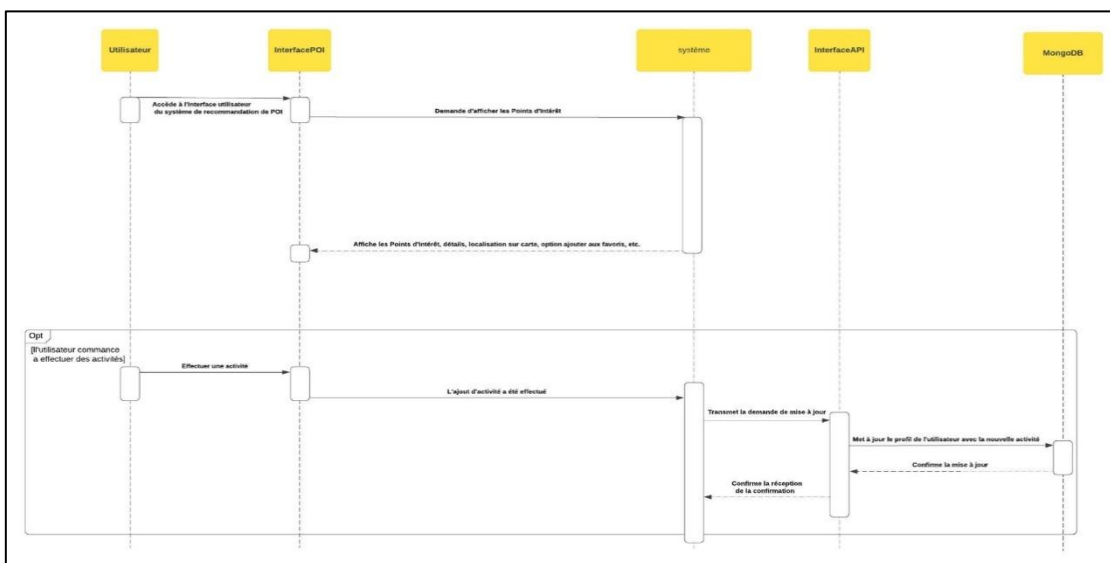 Utilisateur
InterfacePOI
système
InterfaceAPI
MongoDB
Accède à l'Interface utilisateur
du système de recommandation de POI
Demande d'afficher les Points d'Intérêt
Affiche les Points d'Intérêt, détails, localisation sur carte, option ajouter aux favoris, etc.
Opt
[l'utilisateur commance
a effectuer des activités]
Effectuer une activité
L'ajout d'activité a été effectué
Transmet la demande de mise à jour
Met à jour le profil de l'utilisateur avec la nouvelle activité
Confirme la mise à jour
Confirme la réception
de la confirmation